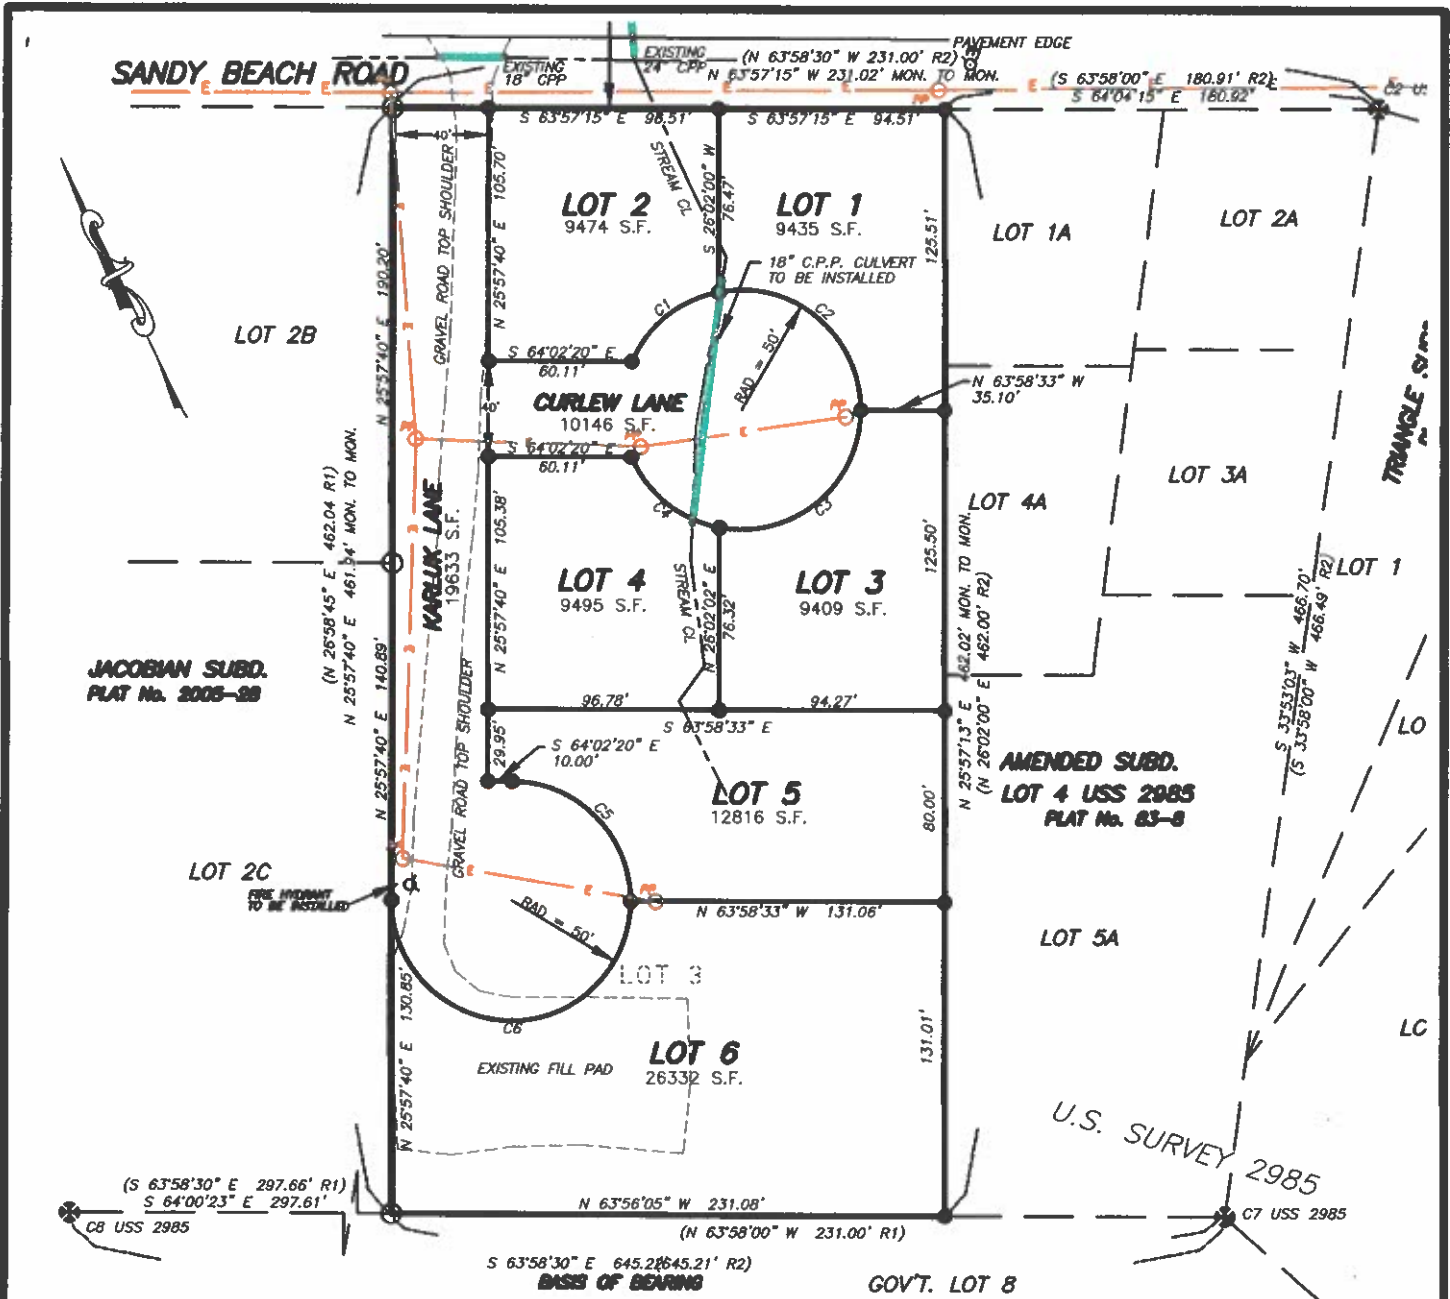 PAVEMENT EDGE
EXISTING
24" CPP
(N 63°58'30" W 231.00' R2)
N 63°57'15" W 231.02' MON. TO MON.
EXISTING
18" CPP
SANDY BEACH ROAD
(S 63°58'00" E 180.91' R2)
S 64°04'15" E 180.92'
S 63°57'15" E 98.51'
S 63°57'15" E 94.51'
40'
GRAVEL ROAD TOP SHOULDER
N 25°57'40" E 105.70'
STREAM CL
S 26°02'00" W
76.47'
LOT 2
9474 S.F.
LOT 1
9435 S.F.
125.51'
LOT 1A
LOT 2A
18" C.P.P. CULVERT
TO BE INSTALLED
N 25°57'40" E 190.20'
LOT 2B
C1
C2
RAD = 50'
S 64°02'20" E
60.11'
N 63°58'33" W
35.10'
CURLEW LANE
10146 S.F.
40'
S 64°02'20" E
60.11'
TRIANGLE
LOT 3A
LOT 4A
C4
C3
(N 26°58'45" E 462.04 R1)
N 25°57'40" E 461.94' MON. TO MON.
KARLUK LANE
19633 S.F.
N 25°57'40" E 105.38'
LOT 4
9495 S.F.
STREAM CL
N 26°02'02" E
76.32'
LOT 3
9409 S.F.
125.50'
LOT 1
N 25°57'13" E 462.02' MON. TO MON.
(N 26°02'00" E 462.00' R2)
S 33°53'03" W 466.70'
(S 33°58'00" W 466.49' R2)
JACOBIAN SUBD.
PLAT No. 2005-28
N 25°57'40" E 140.89'
GRAVEL ROAD TOP SHOULDER
96.78'
94.27'
S 63°58'33" E
29.95'
S 64°02'20" E
10.00'
LO
AMENDED SUBD.
LOT 4 USS 2985
PLAT No. 83-8
LOT 5
12816 S.F.
80.00'
C5
LOT 2C
FIRE HYDRANT
TO BE INSTALLED
N 63°58'33" W 131.06'
RAD = 50'
LOT 5A
LOT 3
N 25°57'40" E 130.85'
C6
131.01'
LC
LOT 6
26332 S.F.
EXISTING FILL PAD
U.S. SURVEY 2985
(S 63°58'30" E 297.66' R1)
S 64°00'23" E 297.61'
C8 USS 2985
N 63°56'05" W 231.08'
(N 63°58'00" W 231.00' R1)
C7 USS 2985
S 63°58'30" E 645.22' (645.21' R2)
BASIS OF BEARING
GOV'T. LOT 8